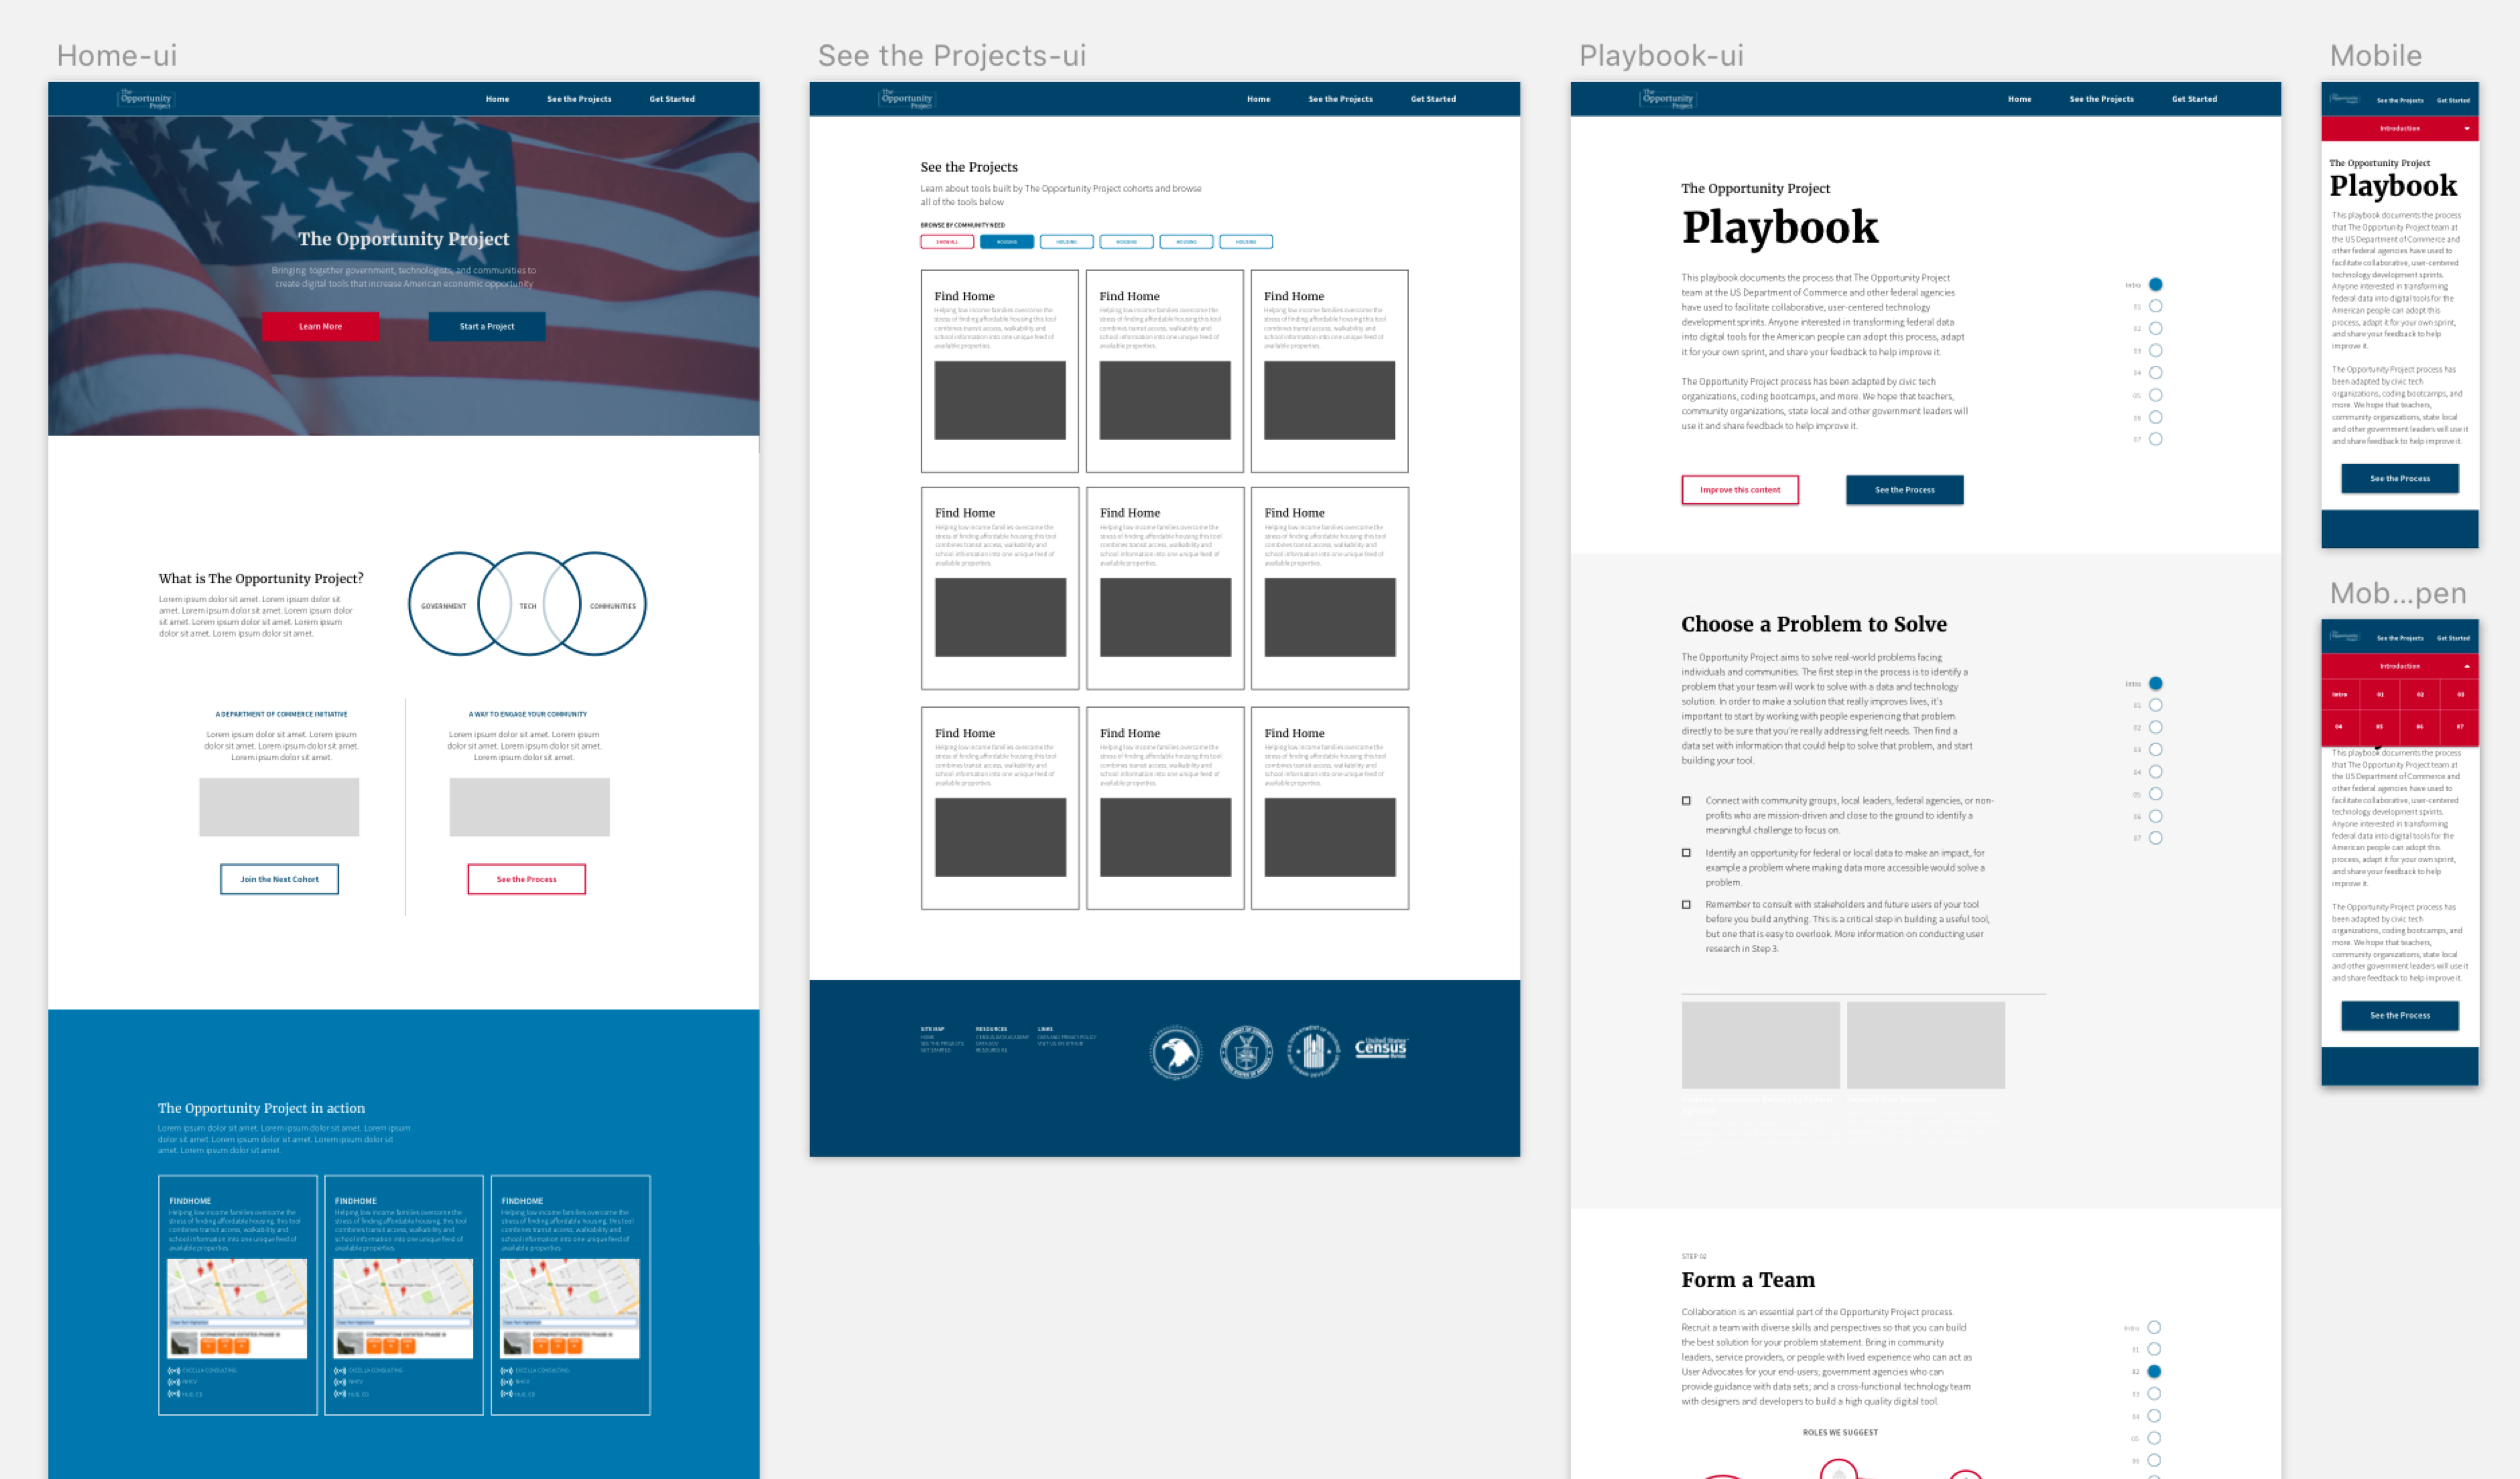 Home-ui
The
Opportunity
Project
Home See the Projects Get Started
The Opportunity Project
Bringing together government, technologists, and communities to
create digital tools that increase American economic opportunity
Learn More Start a Project
What is The Opportunity Project?
Lorem ipsum dolor sit amet. Lorem ipsum dolor sit
amet. Lorem ipsum dolor sit amet. Lorem ipsum dolor
sit amet. Lorem ipsum dolor sit amet. Lorem ipsum
dolor sit amet. Lorem ipsum dolor sit amet.
GOVERNMENT TECH COMMUNITIES
A DEPARTMENT OF COMMERCE INITIATIVE
Lorem ipsum dolor sit amet. Lorem ipsum
dolor sit amet. Lorem ipsum dolor sit amet.
Lorem ipsum dolor sit amet.
Join the Next Cohort
A WAY TO ENGAGE YOUR COMMUNITY
Lorem ipsum dolor sit amet. Lorem ipsum
dolor sit amet. Lorem ipsum dolor sit amet.
Lorem ipsum dolor sit amet.
See the Process
The Opportunity Project in action
Lorem ipsum dolor sit amet. Lorem ipsum dolor sit amet. Lorem ipsum
dolor sit amet. Lorem ipsum dolor sit amet. Lorem ipsum dolor sit
amet. Lorem ipsum dolor sit amet.
FINDHOME
Helping low income families overcome the
stress of finding affordable housing, this tool
combines transit access, walkability and
school information into one unique feed of
available properties.
EXCELLA CONSULTING
NHCV
HUE, CD
FINDHOME
Helping low income families overcome the
stress of finding affordable housing, this tool
combines transit access, walkability and
school information into one unique feed of
available properties.
EXCELLA CONSULTING
NHCV
HUE, CD
FINDHOME
Helping low income families overcome the
stress of finding affordable housing, this tool
combines transit access, walkability and
school information into one unique feed of
available properties.
EXCELLA CONSULTING
NHCV
HUE, CD
See the Projects-ui
The
Opportunity
Project
Home See the Projects Get Started
See the Projects
Learn about tools built by The Opportunity Project cohorts and browse
all of the tools below
BROWSE BY COMMUNITY NEED
SHOW ALL HOUSING HOUSING HOUSING HOUSING HOUSING
Find Home
Helping low income families overcome the
stress of finding affordable housing this tool
combines transit access, walkability and
school information into one unique feed of
available properties.
Find Home
Helping low income families overcome the
stress of finding affordable housing this tool
combines transit access, walkability and
school information into one unique feed of
available properties.
Find Home
Helping low income families overcome the
stress of finding affordable housing this tool
combines transit access, walkability and
school information into one unique feed of
available properties.
Find Home
Helping low income families overcome the
stress of finding affordable housing this tool
combines transit access, walkability and
school information into one unique feed of
available properties.
Find Home
Helping low income families overcome the
stress of finding affordable housing this tool
combines transit access, walkability and
school information into one unique feed of
available properties.
Find Home
Helping low income families overcome the
stress of finding affordable housing this tool
combines transit access, walkability and
school information into one unique feed of
available properties.
Find Home
Helping low income families overcome the
stress of finding affordable housing this tool
combines transit access, walkability and
school information into one unique feed of
available properties.
Find Home
Helping low income families overcome the
stress of finding affordable housing this tool
combines transit access, walkability and
school information into one unique feed of
available properties.
Find Home
Helping low income families overcome the
stress of finding affordable housing this tool
combines transit access, walkability and
school information into one unique feed of
available properties.
SITE MAP
HOME
SEE THE PROJECTS
GET STARTED
RESOURCES
CENSUS DATA ACADEMY
DATA.GOV
LINKS
DATA AND PRIVACY POLICY
VISIT US ON GITHUB
United States
Census
Bureau
Playbook-ui
The
Opportunity
Project
Home See the Projects Get Started
The Opportunity Project
Playbook
This playbook documents the process that The Opportunity Project
team at the US Department of Commerce and other federal agencies
have used to facilitate collaborative, user-centered technology
development sprints. Anyone interested in transforming federal data
into digital tools for the American people can adopt this process, adapt
it for your own sprint, and share your feedback to help improve it.
The Opportunity Project process has been adapted by civic tech
organizations, coding bootcamps, and more. We hope that teachers,
community organizations, state local and other government leaders will
use it and share feedback to help improve it.
Improve this content See the Process
Intro
01
02
03
04
05
06
07
Choose a Problem to Solve
The Opportunity Project aims to solve real-world problems facing
individuals and communities. The first step in the process is to identify a
problem that your team will work to solve with a data and technology
solution. In order to make a solution that really improves lives, it's
important to start by working with people experiencing that problem
directly to be sure that you're really addressing felt needs. Then find a
data set with information that could help to solve that problem, and start
building your tool.
Connect with community groups, local leaders, federal agencies, or non-
profits who are mission-driven and close to the ground to identify a
meaningful challenge to focus on.
Identify an opportunity for federal or local data to make an impact, for
example a problem where making data more accessible would solve a
problem.
Remember to consult with stakeholders and future users of your tool
before you build anything. This is a critical step in building a useful tool,
but one that is easy to overlook. More information on conducting user
research in Step 3.
Intro
01
02
03
04
05
06
07
STEP 02
Form a Team
Collaboration is an essential part of the Opportunity Project process.
Recruit a team with diverse skills and perspectives so that you can build
the best solution for your problem statement. Bring in community
leaders, service providers, or people with lived experience who can act as
User Advocates for your end-users; government agencies who can
provide guidance with data sets; and a cross-functional technology team
with designers and developers to build a high quality digital tool.
ROLES WE SUGGEST
Intro
01
02
03
04
05
06
Mobile
See the Projects Get Started
Introduction
The Opportunity Project
Playbook
This playbook documents the process
that The Opportunity Project team at
the US Department of Commerce and
other federal agencies have used to
facilitate collaborative, user-centered
technology development sprints.
Anyone interested in transforming
federal data into digital tools for the
American people can adopt this
process, adapt it for your own sprint,
and share your feedback to help
improve it.
The Opportunity Project process has
been adapted by civic tech
organizations, coding bootcamps, and
more. We hope that teachers,
community organizations, state local
and other government leaders will use it
and share feedback to help improve it.
See the Process
Mob...pen
See the Projects Get Started
Introduction
Intro 01 02 03
04 05 06 07
This playbook documents the process
that The Opportunity Project team at
the US Department of Commerce and
other federal agencies have used to
facilitate collaborative, user-centered
technology development sprints.
Anyone interested in transforming
federal data into digital tools for the
American people can adopt this
process, adapt it for your own sprint,
and share your feedback to help
improve it.
The Opportunity Project process has
been adapted by civic tech
organizations, coding bootcamps, and
more. We hope that teachers,
community organizations, state local
and other government leaders will use it
and share feedback to help improve it.
See the Process